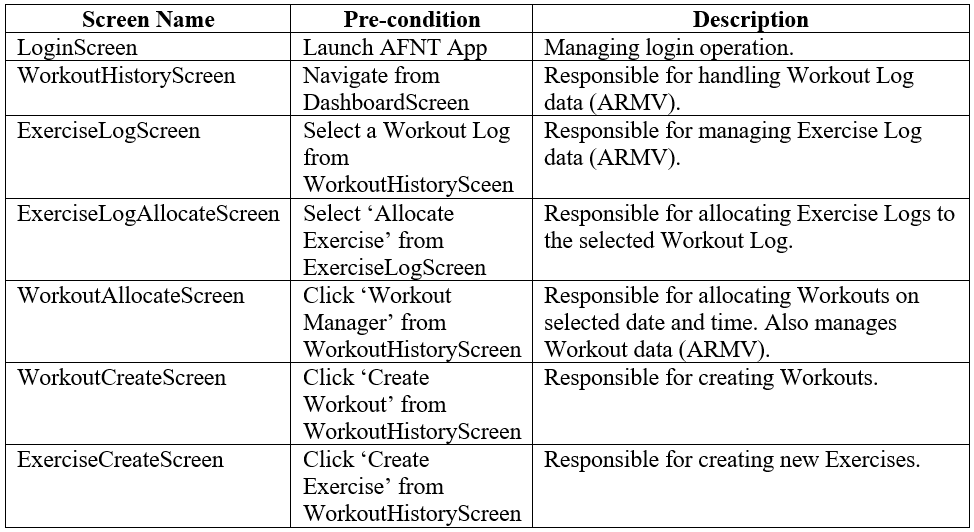 Screen Name Pre-condition Description
LoginScreen Launch AFNT App Managing login operation.
WorkoutHistoryScreen Navigate from Responsible for handling Workout Log
DashboardScreen data (ARMV).
ExerciseLogScreen Select a Workout Log Responsible for managing Exercise Log
from data (ARMV).
WorkoutHistorySceen
ExerciseLogAllocateScreen Select ‘Allocate Responsible for allocating Exercise Logs to
Exercise’ from the selected Workout Log.
ExerciseLogScreen
WorkoutAllocateScreen Click ‘Workout Responsible for allocating Workouts on
Manager’ from selected date and time. Also manages
WorkoutHistoryScreen Workout data (ARMV).
WorkoutCreateScreen Click ‘Create Responsible for creating Workouts.
Workout’ from
WorkoutHistoryScreen
ExerciseCreateScreen Click ‘Create Responsible for creating new Exercises.
Exercise’ from
WorkoutHistoryScreen